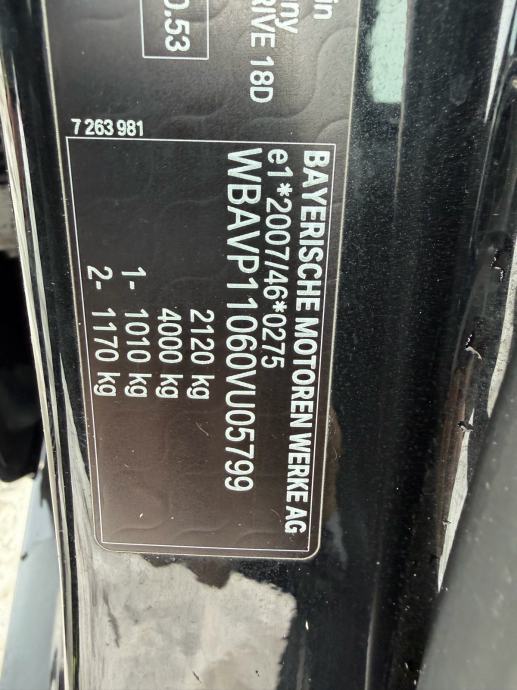 in
ny
RIVE 18D
0.53
7 263 981
BAYERISCHE MOTOREN WERKE AG
e1*2007/46*0275
WBAVP11060VU05799
2120 kg
4000 kg
1- 1010 kg
2- 1170 kg